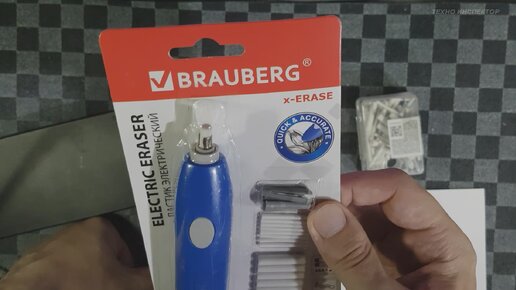 ТЕХНО ИНСПЕКТОР
BRAUBERG®
x-ERASE
QUICK & ACCURATE
ELECTRIC ERASER
ЛАСТИК ЭЛЕКТРИЧЕСКИЙ